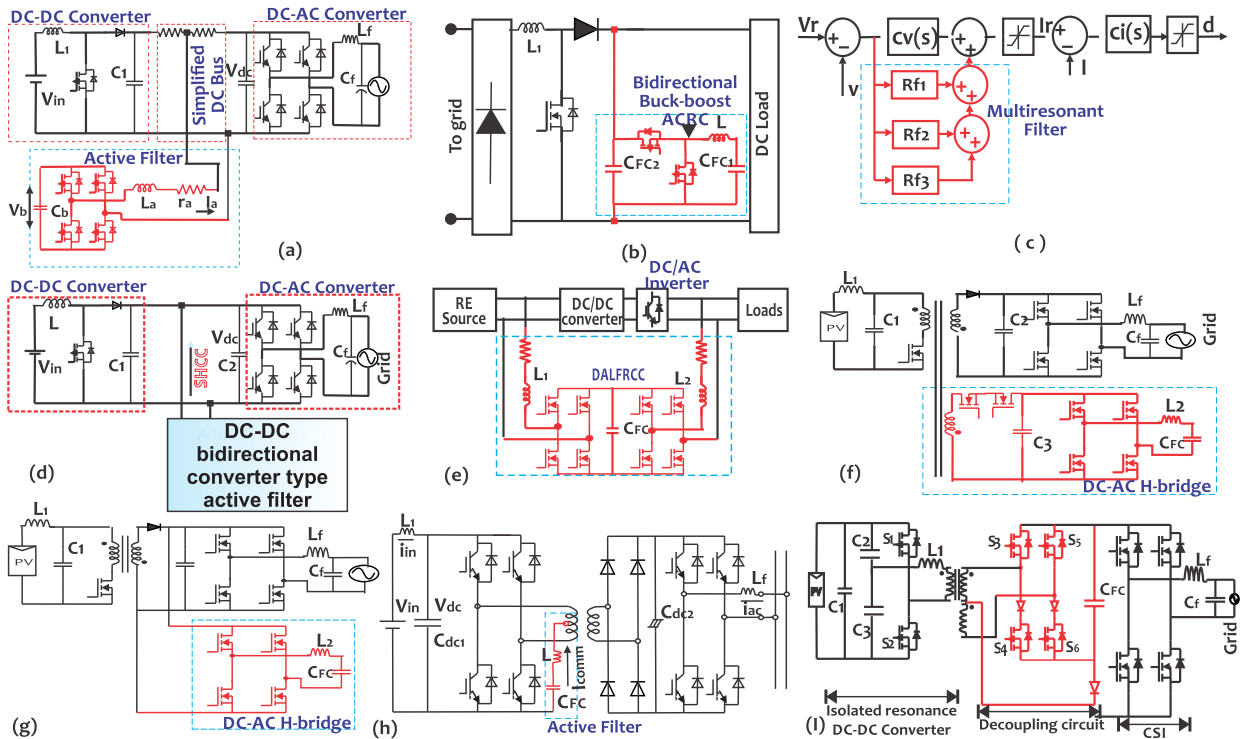 DC-DC Converter
L1
C1
Vin
Simplified
DC Bus
DC-AC Converter
Lf
Vdc
Cf
Active Filter
Vb
Cb
La
ra
Ia
(a)
To grid
L1
Bidirectional
Buck-boost
ACRC
L
CFC2
CFC1
DC Load
(b)
Vr
+
-
v
Cv(s)
+
+
Ir
+
-
I
Ci(s)
d
Rf1
+
+
Rf2
+
+
Rf3
Multiresonant
Filter
(c)
DC-DC Converter
L
Vin
C1
SHCC
Vdc
C2
DC-AC Converter
Lf
Cf
Grid
DC-DC
bidirectional
converter type
active filter
(d)
DC/AC
Inverter
RE
Source
DC/DC
converter
Loads
L1
DALFRCC
L2
CFC
(e)
L1
PV
C1
C2
Lf
Cf
Grid
C3
L2
CFC
DC-AC H-bridge
(f)
L1
PV
C1
Lf
Cf
L2
CFC
DC-AC H-bridge
(g)
L1
iin
Vin
Vdc
Cdc1
L
Icomm
CFC
Active Filter
Cdc2
Lf
iac
(h)
PV
C1
C2
C3
S1
S2
L1
S3
S5
S4
S6
CFC
Lf
Cf
Grid
Isolated resonance
DC-DC Converter
Decoupling circuit
CSI
(I)